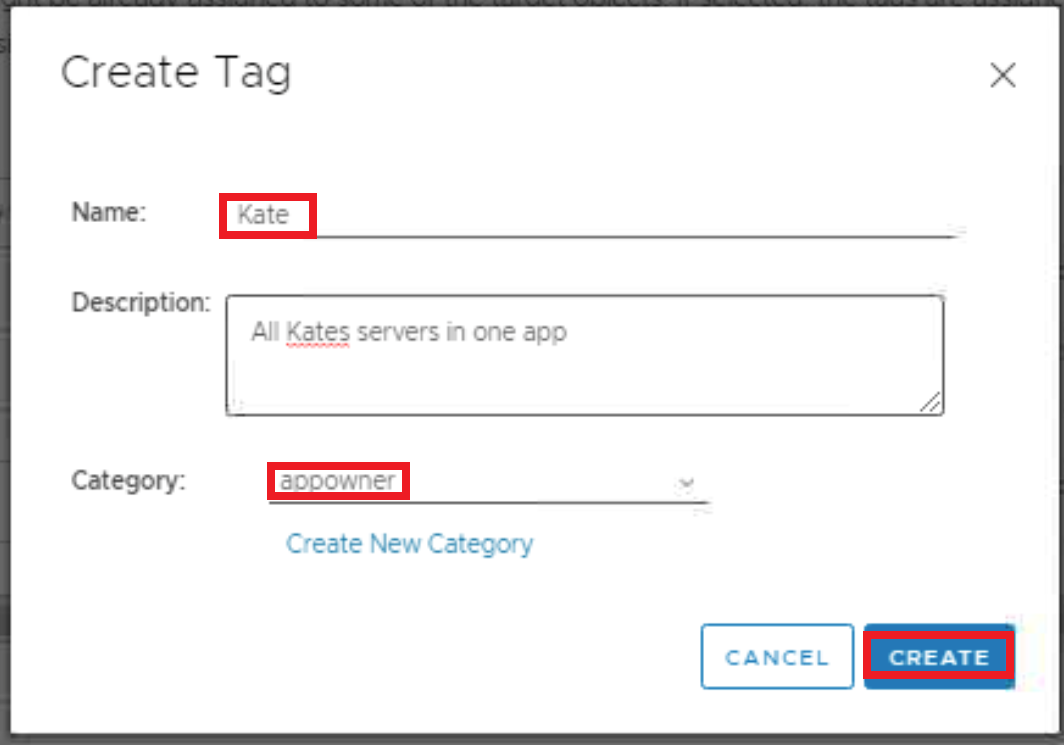 Create Tag
Name: Kate
Description: All Kates servers in one app
Category: appowner
Create New Category
CANCEL CREATE